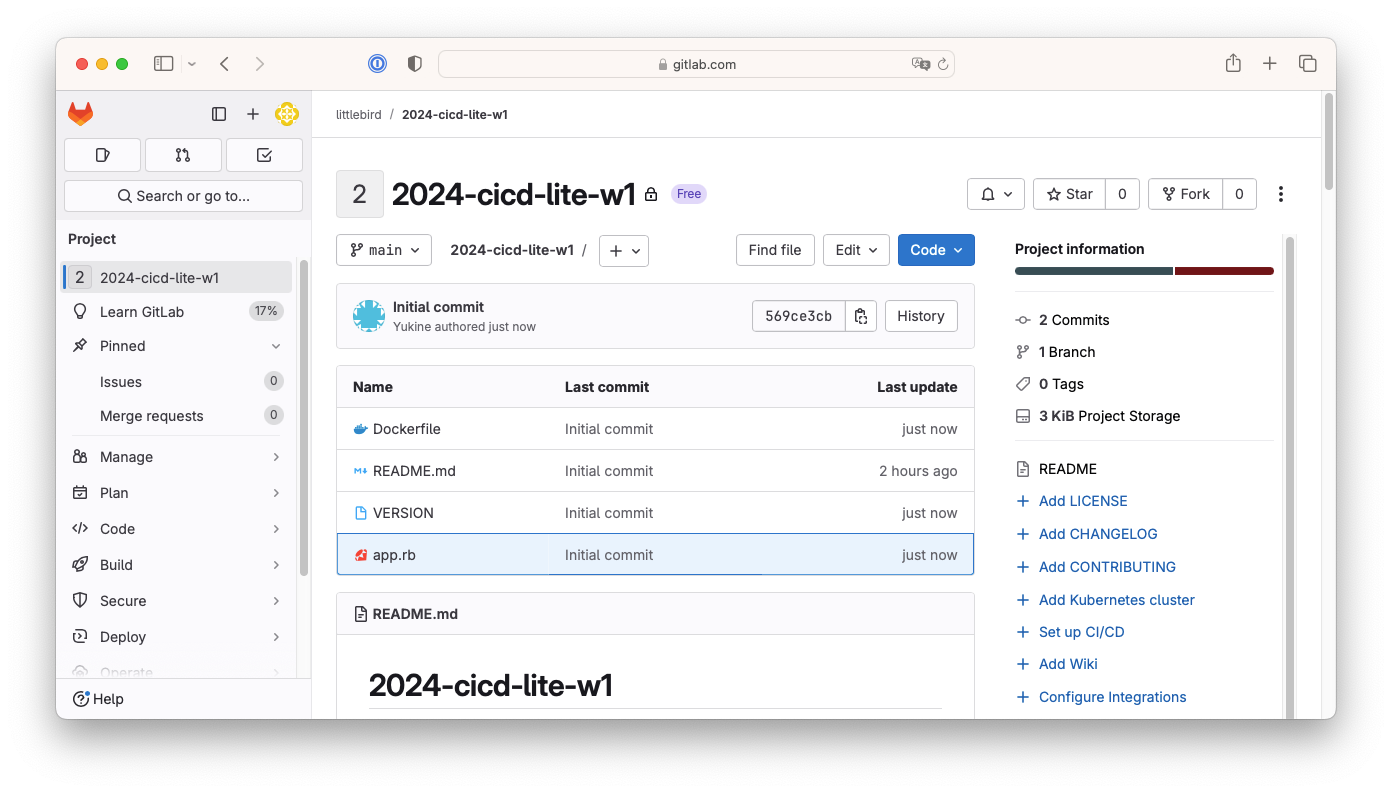 gitlab.com
littlebird / 2024-cicd-lite-w1
Search or go to...
Project
2 2024-cicd-lite-w1
Learn GitLab 17%
Pinned
Issues 0
Merge requests 0
Manage
Plan
Code
Build
Secure
Deploy
Operate
Help
2 2024-cicd-lite-w1 Free
Star 0
Fork 0
main
2024-cicd-lite-w1 /
Find file
Edit
Code
Initial commit
Yukine authored just now
569ce3cb
History
Name Last commit Last update
Dockerfile Initial commit just now
README.md Initial commit 2 hours ago
VERSION Initial commit just now
app.rb Initial commit just now
README.md
2024-cicd-lite-w1
Project information
2 Commits
1 Branch
0 Tags
3 KiB Project Storage
README
Add LICENSE
Add CHANGELOG
Add CONTRIBUTING
Add Kubernetes cluster
Set up CI/CD
Add Wiki
Configure Integrations